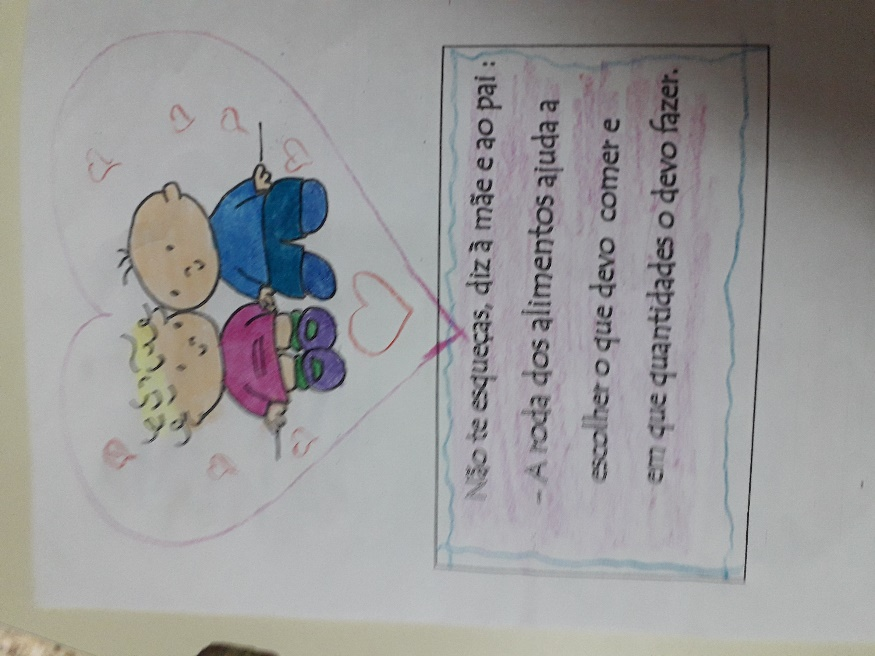 Não te esqueças, diz à mãe e ao pai :
- A roda dos alimentos ajuda a
escolher o que devo comer e
em que quantidades o devo fazer.